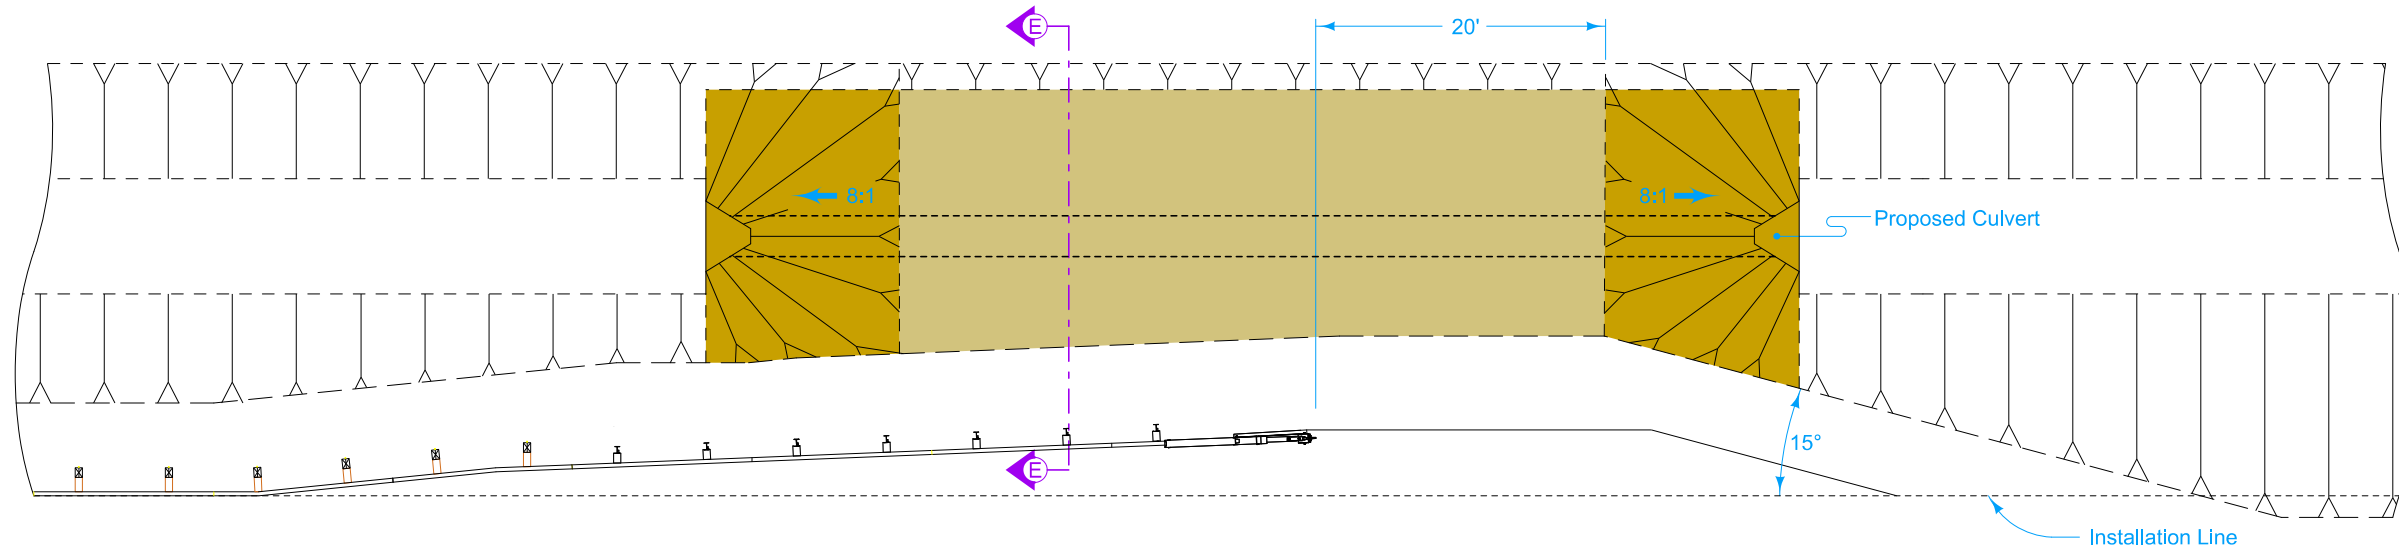 E
20'
8:1
8:1
Proposed Culvert
15°
E
Installation Line